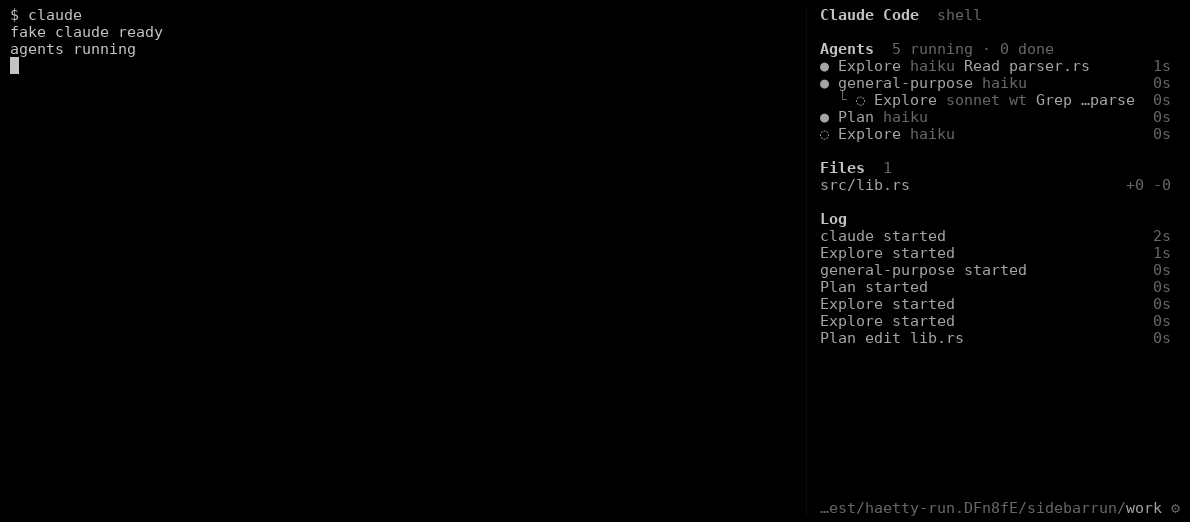 $ claude
fake claude ready
agents running
Claude Code shell
Agents 5 running · 0 done
● Explore haiku Read parser.rs 1s
● general-purpose haiku 0s
└ ◌ Explore sonnet wt Grep …parse 0s
● Plan haiku 0s
◌ Explore haiku 0s
Files 1
src/lib.rs +0 -0
Log
claude started 2s
Explore started 1s
general-purpose started 0s
Plan started 0s
Explore started 0s
Explore started 0s
Plan edit lib.rs 0s
…est/haetty-run.DFn8fE/sidebarrun/work ⚙